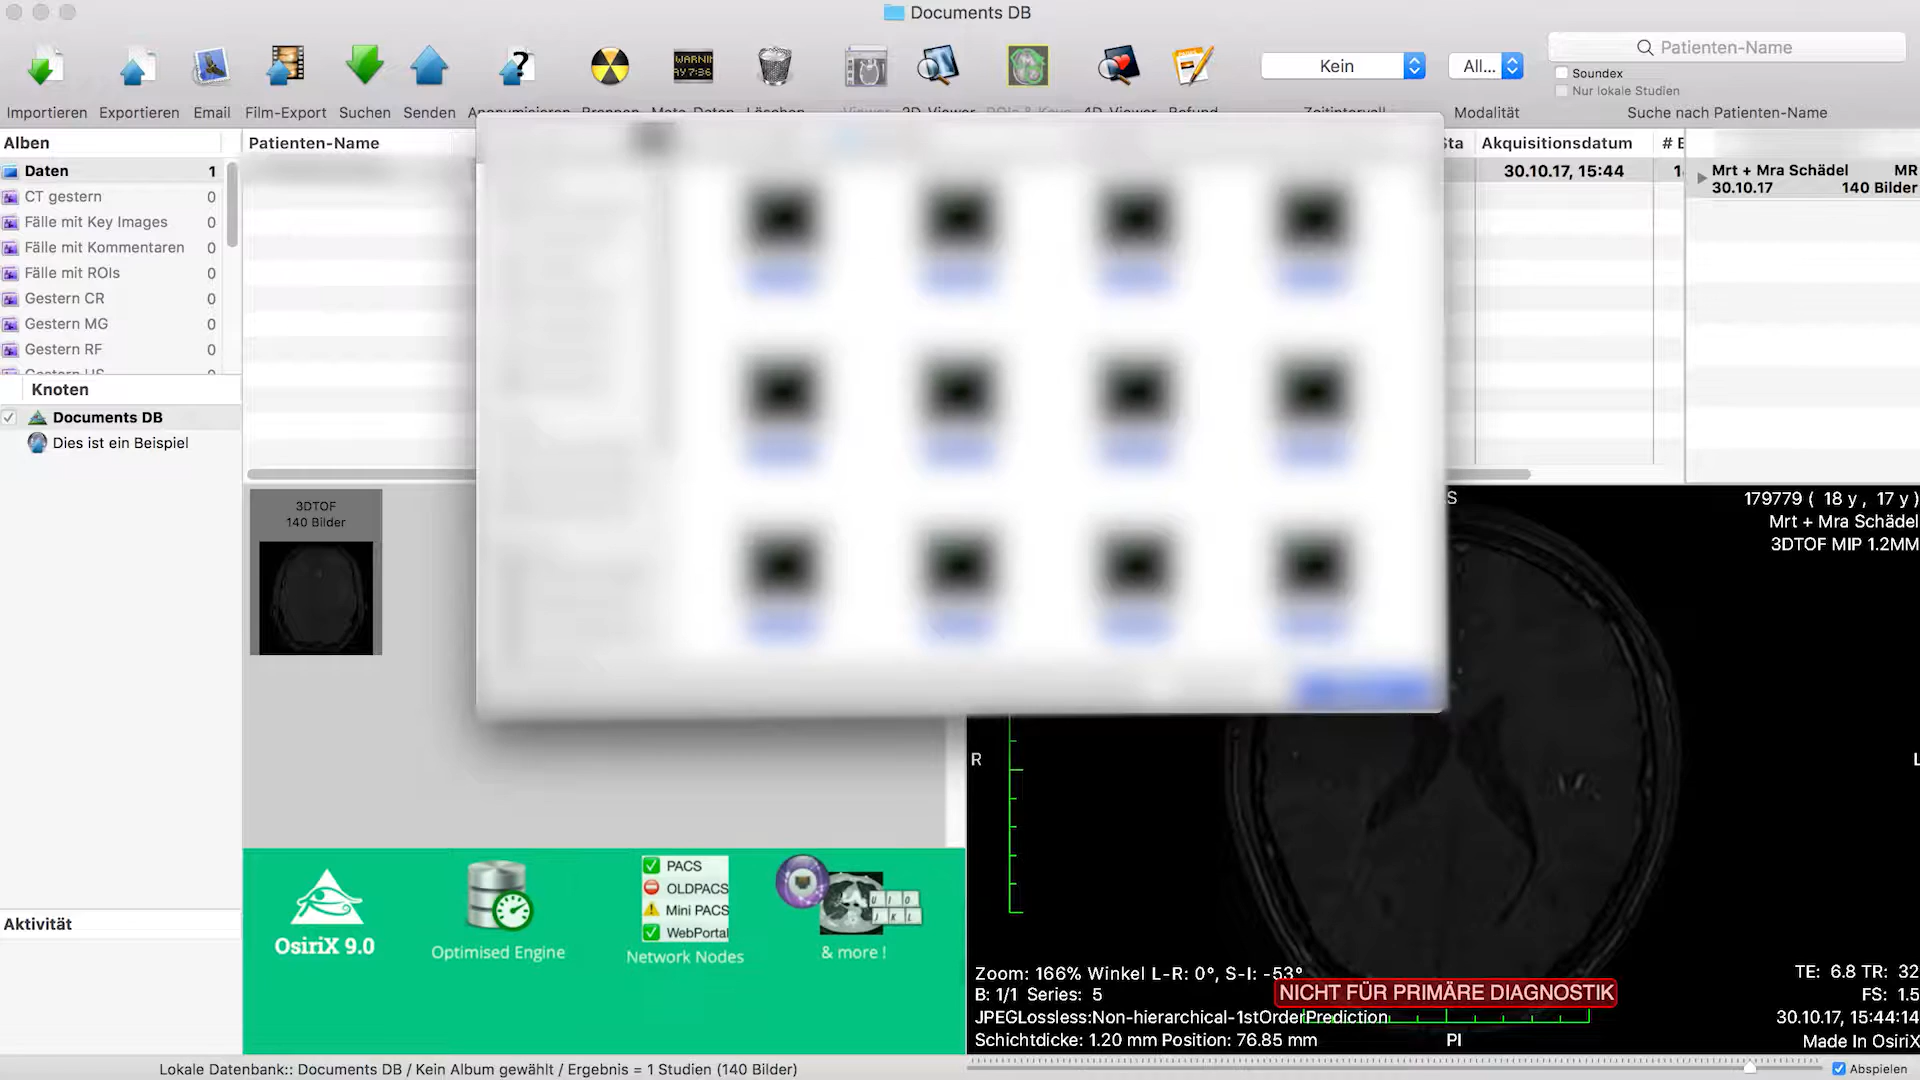 Documents DB
Patienten-Name
Kein
All...
Soundex
Nur lokale Studien
Importieren
Exportieren
Email
Film-Export
Suchen
Senden
Modalität
Suche nach Patienten-Name
Alben
Patienten-Name
Akquisitionsdatum
Daten 1
30.10.17, 15:44
Mrt + Mra Schädel MR
30.10.17 140 Bilder
CT gestern 0
Fälle mit Key Images 0
Fälle mit Kommentaren 0
Fälle mit ROIs 0
Gestern CR 0
Gestern MG 0
Gestern RF 0
Knoten
Documents DB
Dies ist ein Beispiel
3DTOF
140 Bilder
179779 ( 18 y , 17 y )
Mrt + Mra Schädel
3DTOF MIP 1.2MM
R
Aktivität
OsiriX 9.0
Optimised Engine
PACS
OLDPACS
Mini PACS
WebPortal
Network Nodes
& more !
Zoom: 166% Winkel L-R: 0°, S-I: -53°
B: 1/1 Series: 5
JPEGLossless:Non-hierarchical-1stOrderPrediction
Schichtdicke: 1.20 mm Position: 76.85 mm
NICHT FÜR PRIMÄRE DIAGNOSTIK
PI
TE: 6.8 TR: 32
FS: 1.5
30.10.17, 15:44:14
Made In OsiriX
Lokale Datenbank:: Documents DB / Kein Album gewählt / Ergebnis = 1 Studien (140 Bilder)
Abspielen